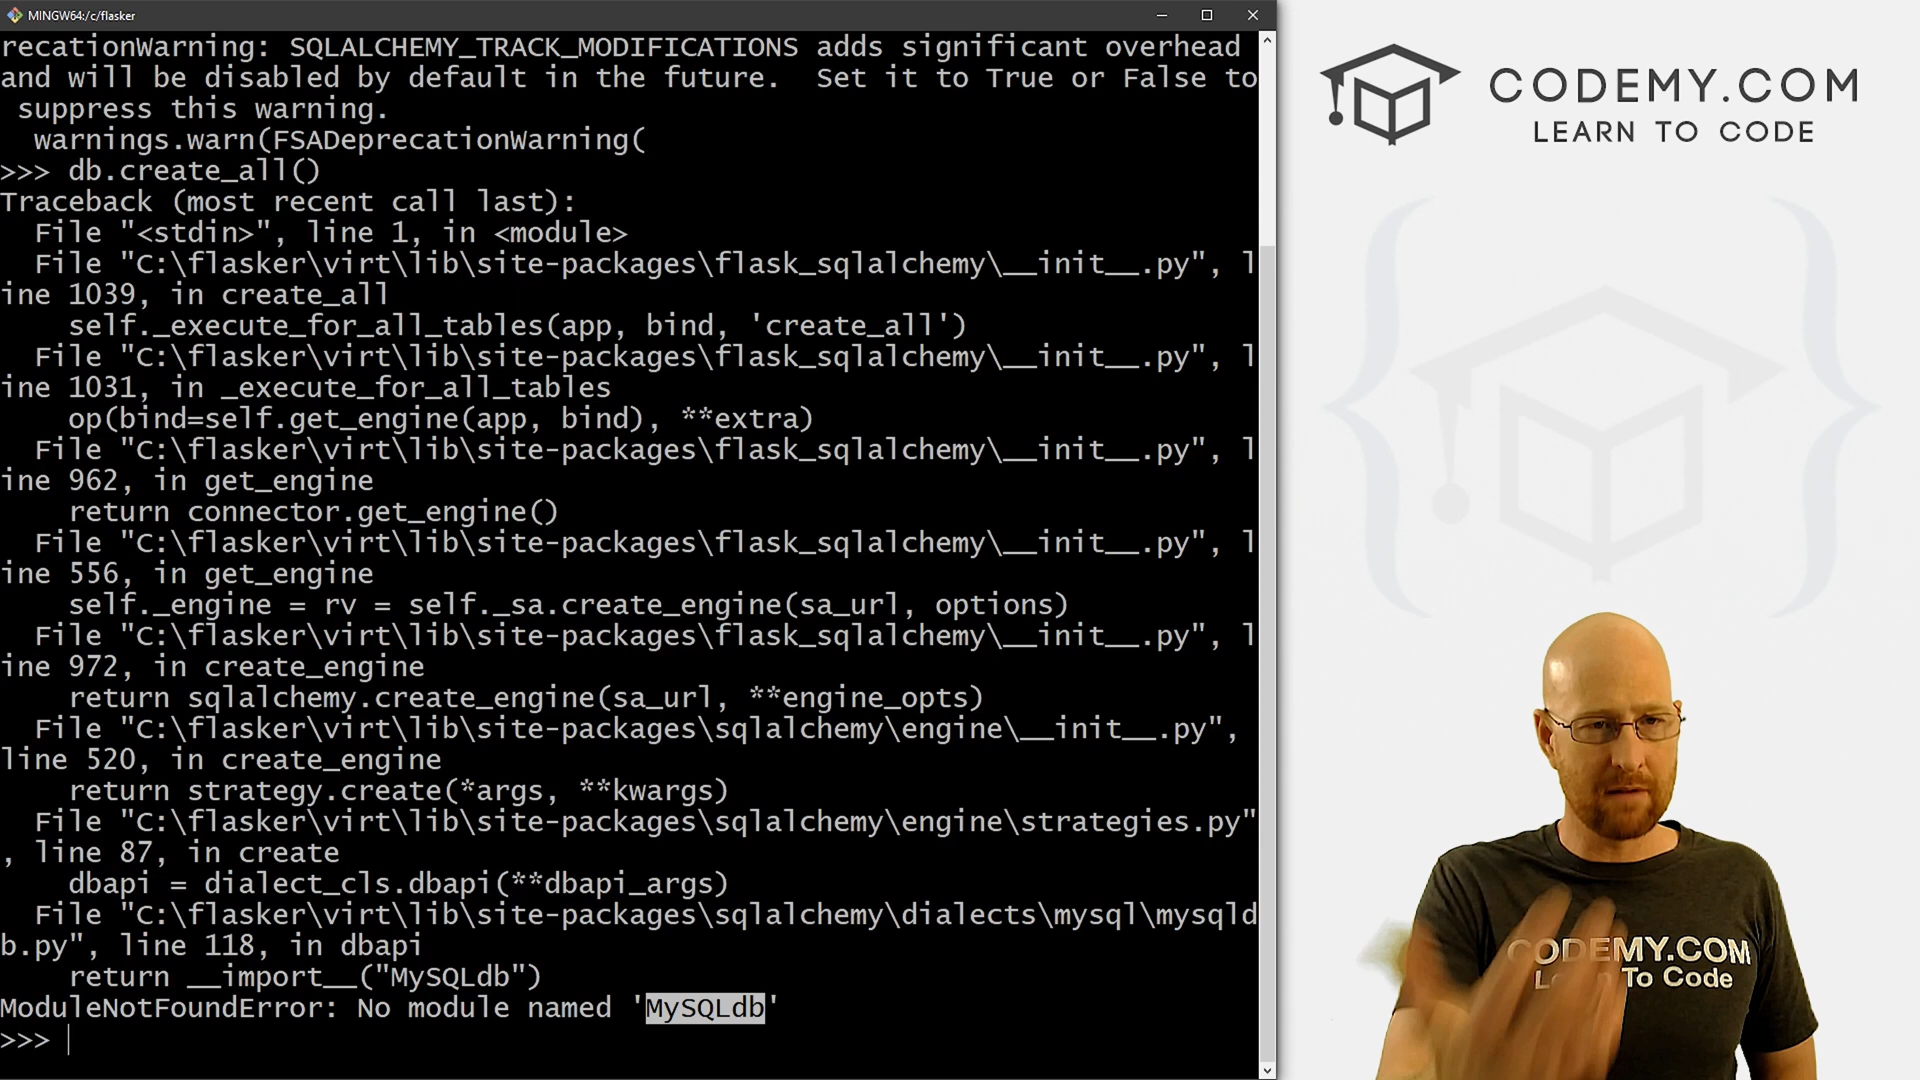 MINGW64:/c/flasker
recationWarning: SQLALCHEMY_TRACK_MODIFICATIONS adds significant overhead
and will be disabled by default in the future.  Set it to True or False to
 suppress this warning.
  warnings.warn(FSADeprecationWarning(
>>> db.create_all()
Traceback (most recent call last):
  File "<stdin>", line 1, in <module>
  File "C:\flasker\virt\lib\site-packages\flask_sqlalchemy\__init__.py", l
ine 1039, in create_all
    self._execute_for_all_tables(app, bind, 'create_all')
  File "C:\flasker\virt\lib\site-packages\flask_sqlalchemy\__init__.py", l
ine 1031, in _execute_for_all_tables
    op(bind=self.get_engine(app, bind), **extra)
  File "C:\flasker\virt\lib\site-packages\flask_sqlalchemy\__init__.py", l
ine 962, in get_engine
    return connector.get_engine()
  File "C:\flasker\virt\lib\site-packages\flask_sqlalchemy\__init__.py", l
ine 556, in get_engine
    self._engine = rv = self._sa.create_engine(sa_url, options)
  File "C:\flasker\virt\lib\site-packages\flask_sqlalchemy\__init__.py", l
ine 972, in create_engine
    return sqlalchemy.create_engine(sa_url, **engine_opts)
  File "C:\flasker\virt\lib\site-packages\sqlalchemy\engine\__init__.py",
line 520, in create_engine
    return strategy.create(*args, **kwargs)
  File "C:\flasker\virt\lib\site-packages\sqlalchemy\engine\strategies.py"
, line 87, in create
    dbapi = dialect_cls.dbapi(**dbapi_args)
  File "C:\flasker\virt\lib\site-packages\sqlalchemy\dialects\mysql\mysqld
b.py", line 118, in dbapi
    return __import__("MySQLdb")
ModuleNotFoundError: No module named 'MySQLdb'
>>>
CODEMY.COM
LEARN TO CODE
CODEMY.COM
Learn To Code